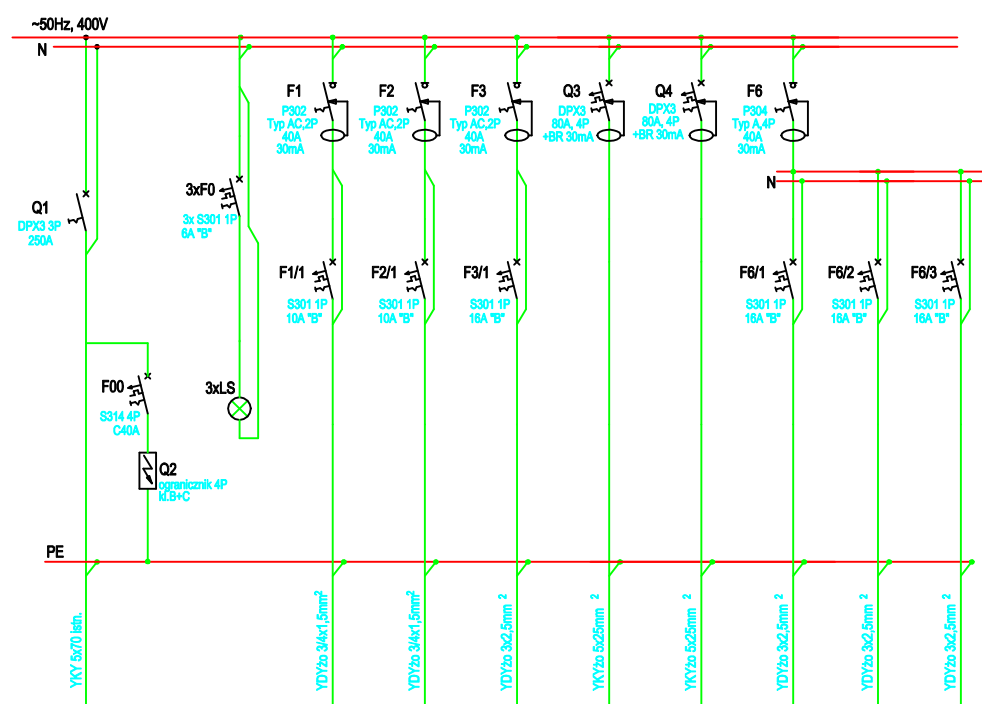 ~50Hz, 400V
N
F1
P302
Typ AC,2P
40A
30mA
F2
P302
Typ AC,2P
40A
30mA
F3
P302
Typ AC,2P
40A
30mA
Q3
DPX3
80A, 4P
+BR 30mA
Q4
DPX3
80A, 4P
+BR 30mA
F6
P304
Typ A,4P
40A
30mA
N
Q1
DPX3 3P
250A
3xF0
3x S301 1P
6A "B"
F1/1
S301 1P
10A "B"
F2/1
S301 1P
10A "B"
F3/1
S301 1P
16A "B"
F6/1
S301 1P
16A "B"
F6/2
S301 1P
16A "B"
F6/3
S301 1P
16A "B"
F00
S314 4P
C40A
3xLS
Q2
ogranicznik 4P
kl.B+C
PE
YKY 5x70 istn.
YDYżo 3/4x1,5mm²
YDYżo 3/4x1,5mm²
YDYżo 3x2,5mm ²
YKYżo 5x25mm ²
YKYżo 5x25mm ²
YDYżo 3x2,5mm ²
YDYżo 3x2,5mm ²
YDYżo 3x2,5mm ²